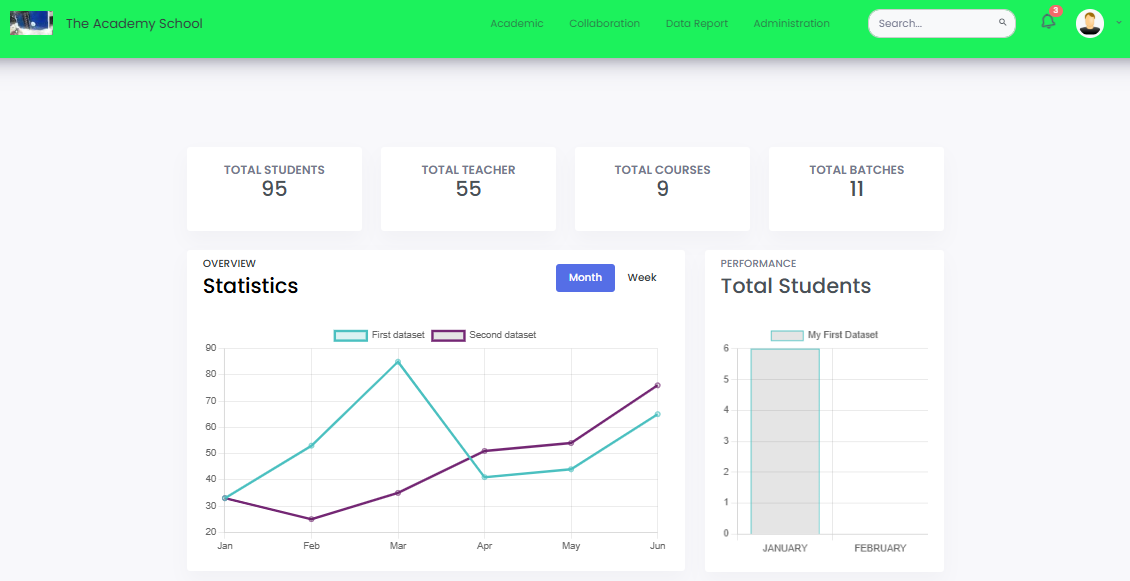 The Academy School
Academic Collaboration Data Report Administration
Search...
3
TOTAL STUDENTS
95
TOTAL TEACHER
55
TOTAL COURSES
9
TOTAL BATCHES
11
OVERVIEW
Statistics
Month Week
First dataset Second dataset
90
80
70
60
50
40
30
20
Jan Feb Mar Apr May Jun
PERFORMANCE
Total Students
My First Dataset
6
5
4
3
2
1
0
JANUARY FEBRUARY